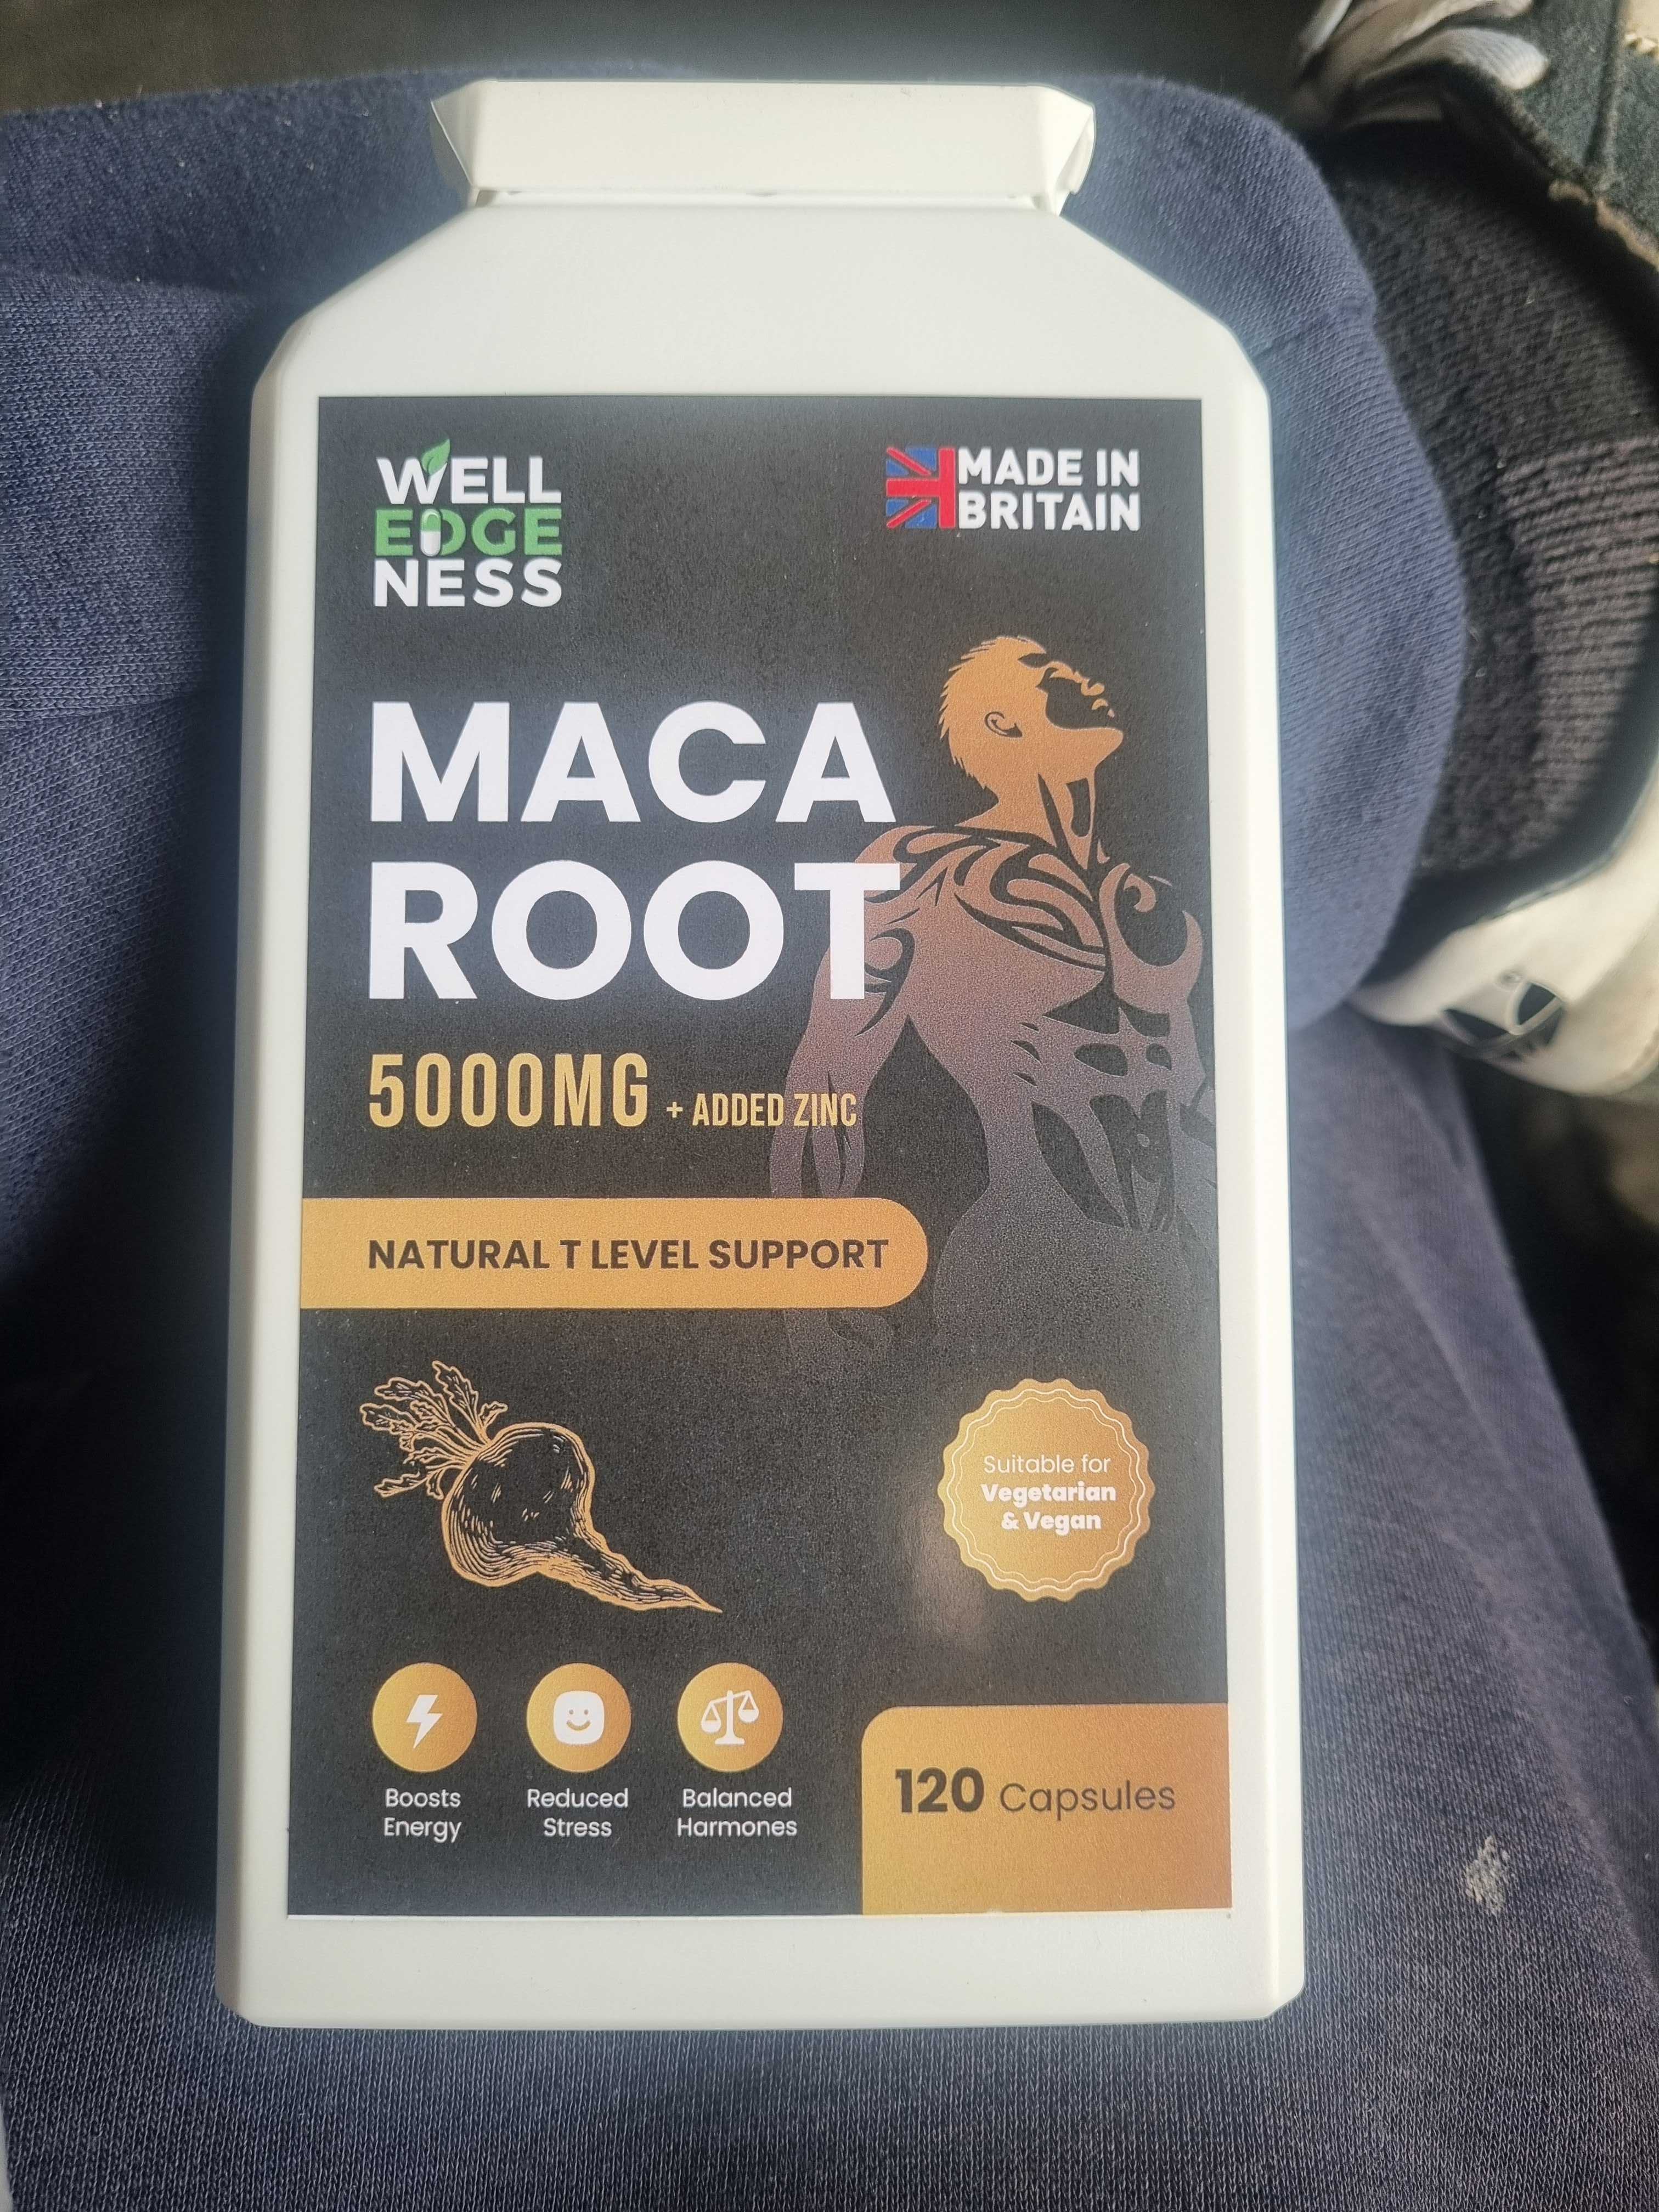 WELL
EDGE
NESS
MADE IN
BRITAIN
MACA
ROOT
5000MG + ADDED ZINC
NATURAL T LEVEL SUPPORT
Suitable for
Vegetarian
& Vegan
Boosts
Energy
Reduced
Stress
Balanced
Harmones
120 Capsules